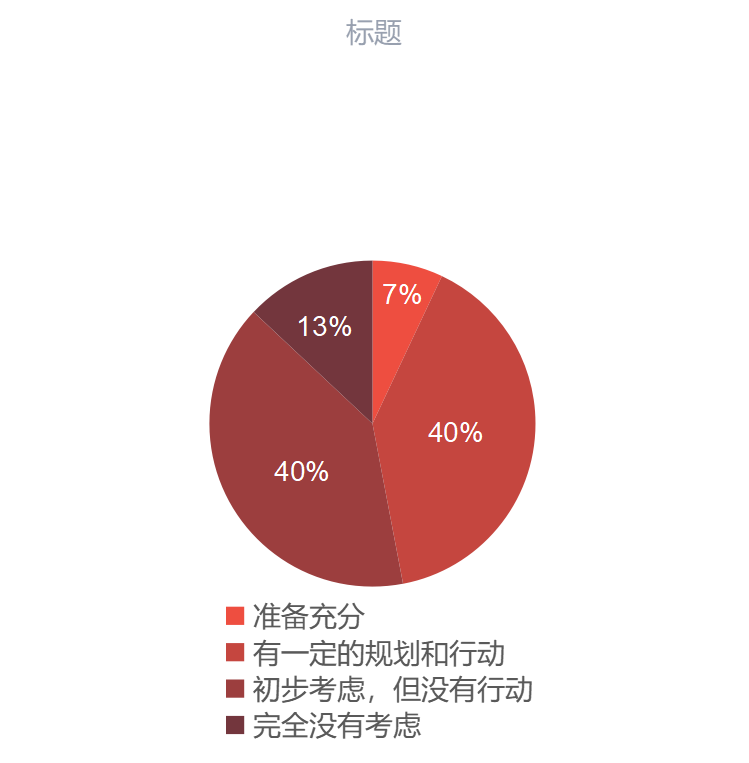 标题
7%
13%
40%
40%
准备充分
有一定的规划和行动
初步考虑，但没有行动
完全没有考虑